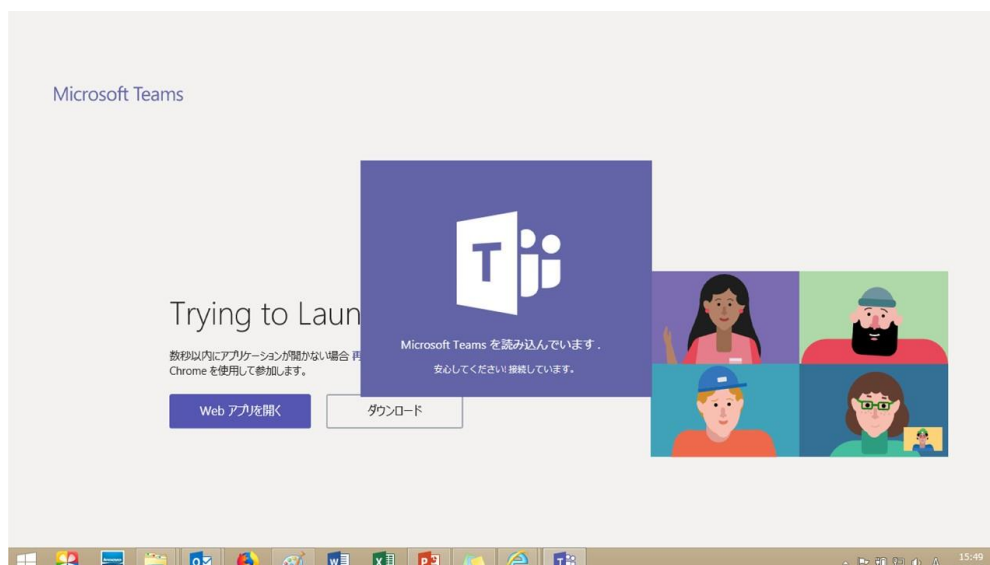 Microsoft Teams
Trying to Laun
数秒以内にアプリケーションが開かない場合 再
Chrome を使用して参加します。
Web アプリを開く
ダウンロード
T
Microsoft Teams を読み込んでいます .
安心してください! 接続しています。
15:49